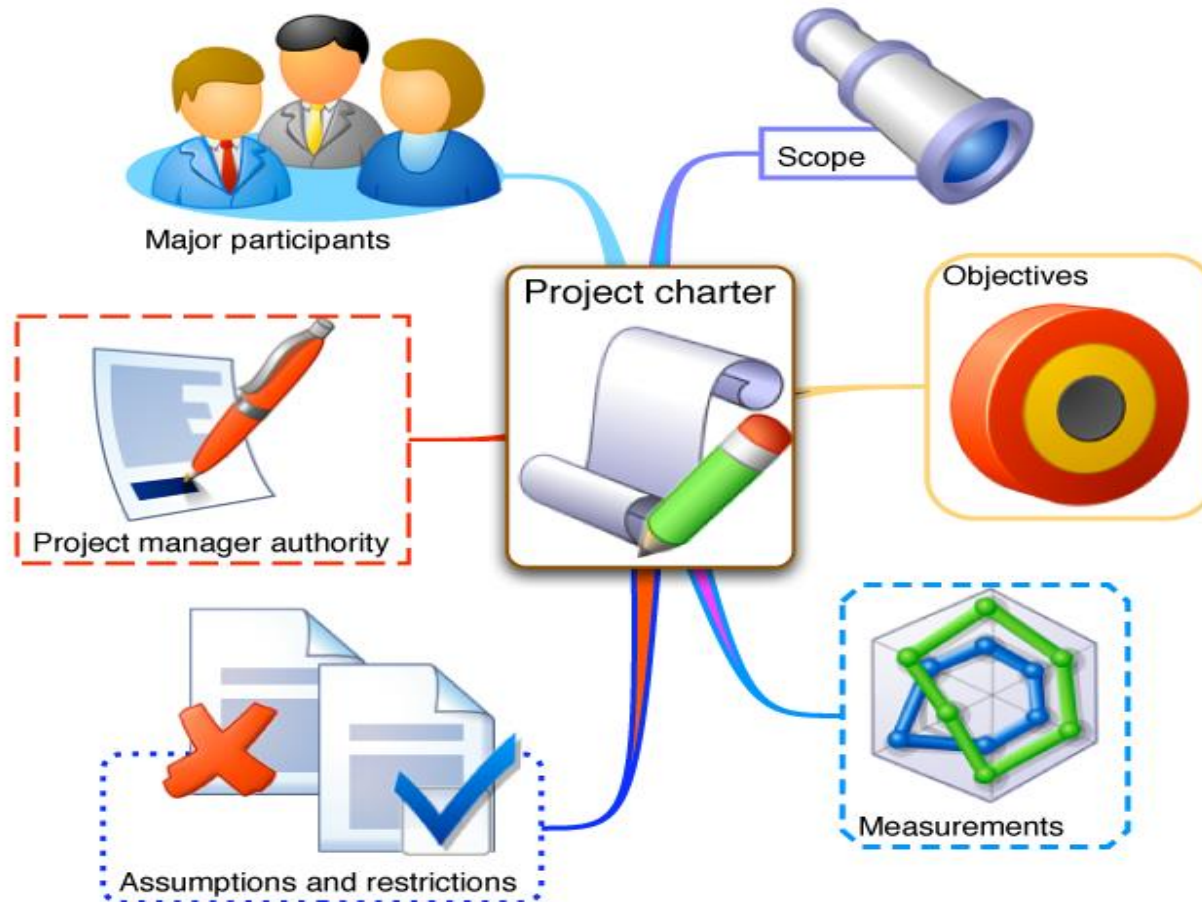 Major participants
Scope
Project charter
Objectives
Project manager authority
Measurements
Assumptions and restrictions